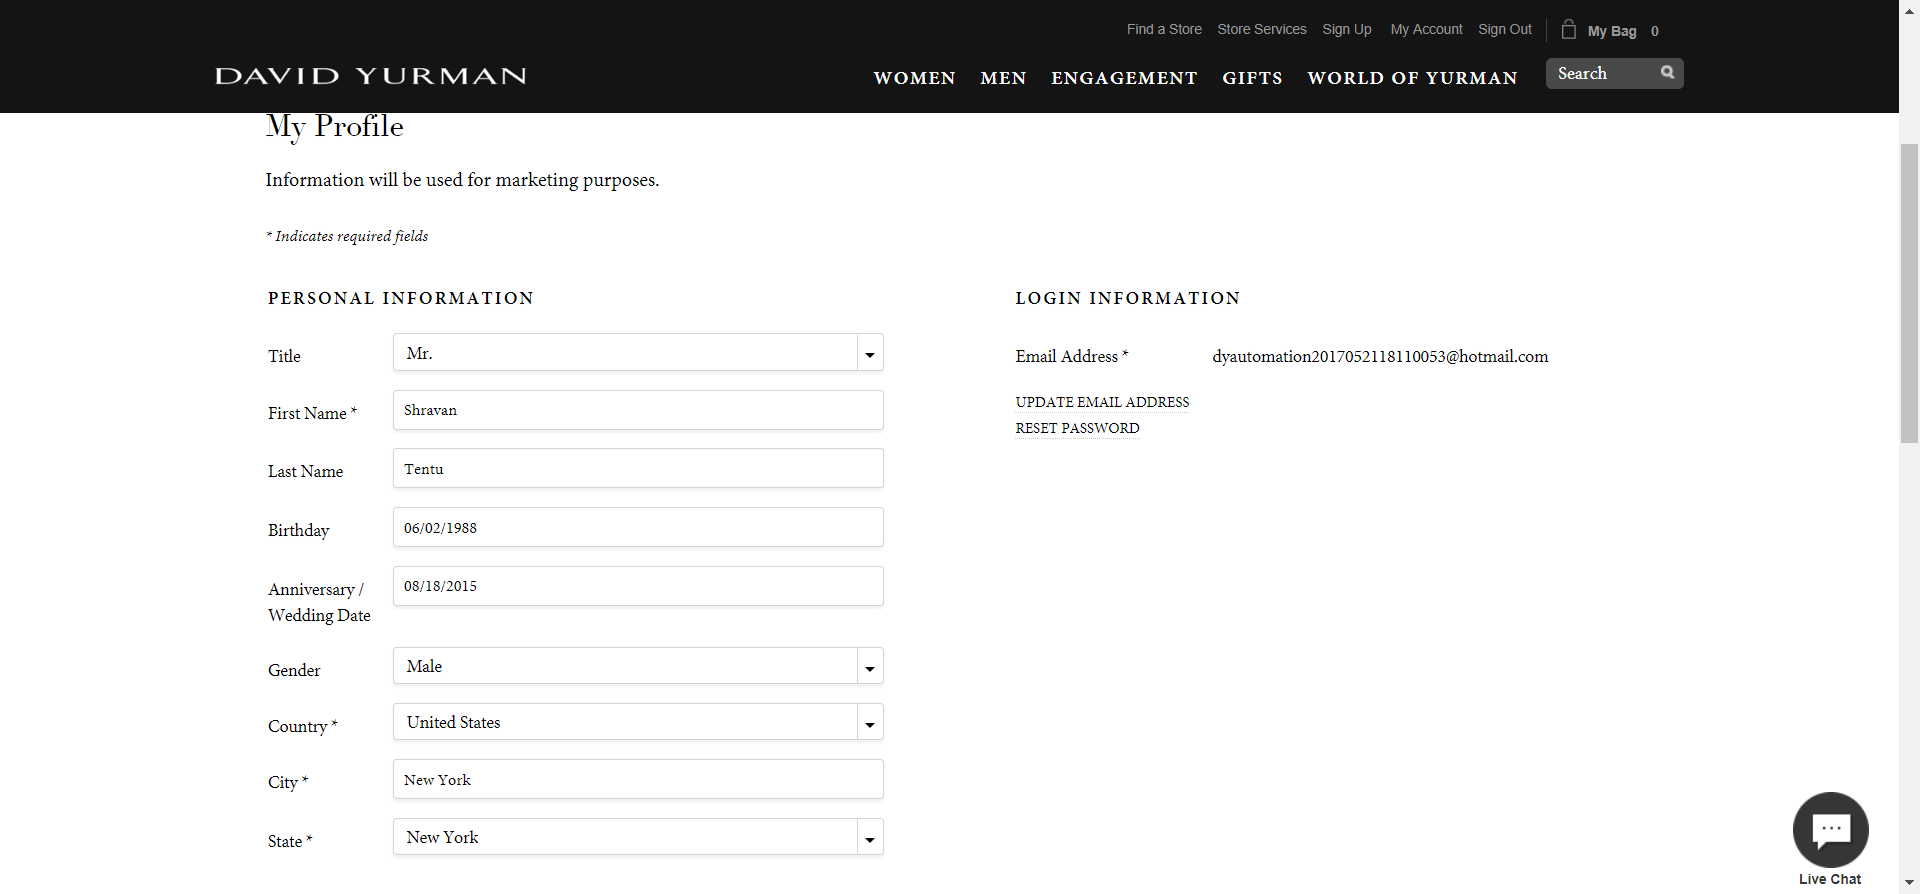 Find a Store Store Services Sign Up My Account Sign Out My Bag 0
DAVID YURMAN WOMEN MEN ENGAGEMENT GIFTS WORLD OF YURMAN Search
My Profile
Information will be used for marketing purposes.
* Indicates required fields
PERSONAL INFORMATION
Title Mr.
First Name * Shravan
Last Name Tentu
Birthday 06/02/1988
Anniversary / 08/18/2015
Wedding Date
Gender Male
Country * United States
City * New York
State * New York
LOGIN INFORMATION
Email Address * dyautomation2017052118110053@hotmail.com
UPDATE EMAIL ADDRESS
RESET PASSWORD
Live Chat